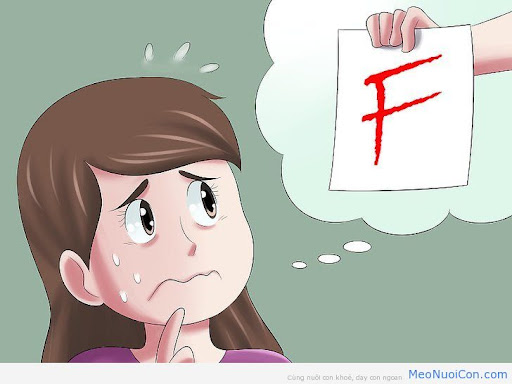 F
Cùng nuôi con khoẻ, dạy con ngoan
MeoNuoiCon.com